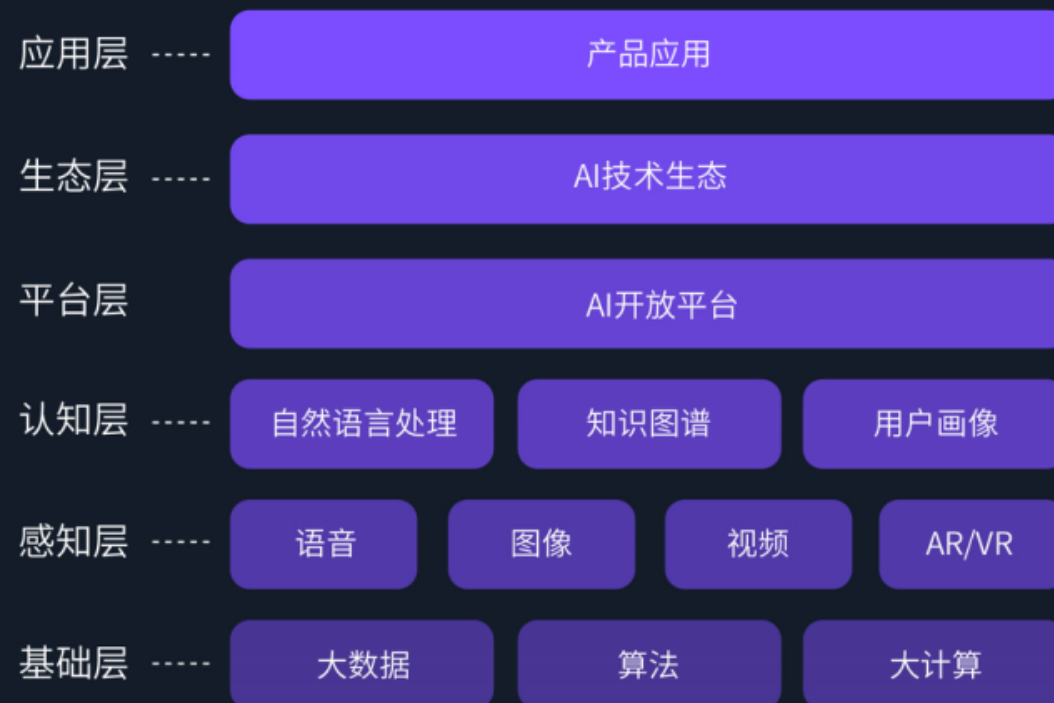 应用层 ----- 产品应用
生态层 ----- AI技术生态
平台层 AI开放平台
认知层 ----- 自然语言处理 知识图谱 用户画像
感知层 ----- 语音 图像 视频 AR/VR
基础层 ----- 大数据 算法 大计算